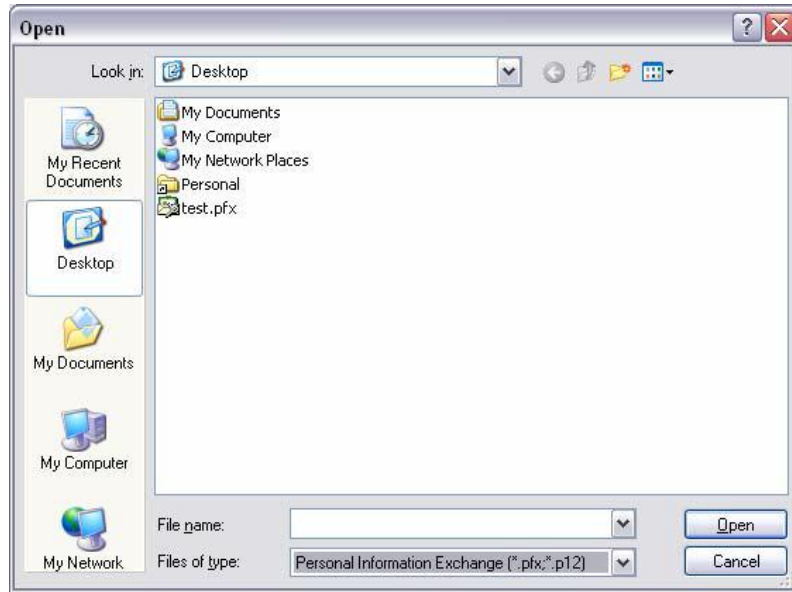 Open
Look in: Desktop
My Documents
My Computer
My Network Places
Personal
test.pfx
My Recent
Documents
Desktop
My Documents
My Computer
My Network
File name:
Open
Files of type: Personal Information Exchange (*.pfx;*.p12)
Cancel